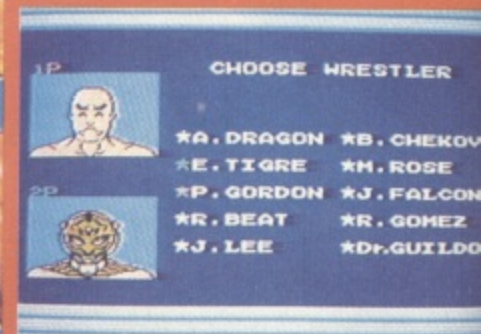 1P
CHOOSE WRESTLER
★A.DRAGON ★B.CHEKOV
★E.TIGRE ★M.ROSE
★P.GORDON ★J.FALCON
2P
★R.BEAT ★R.GOMEZ
★J.LEE ★Dr.GUILDO